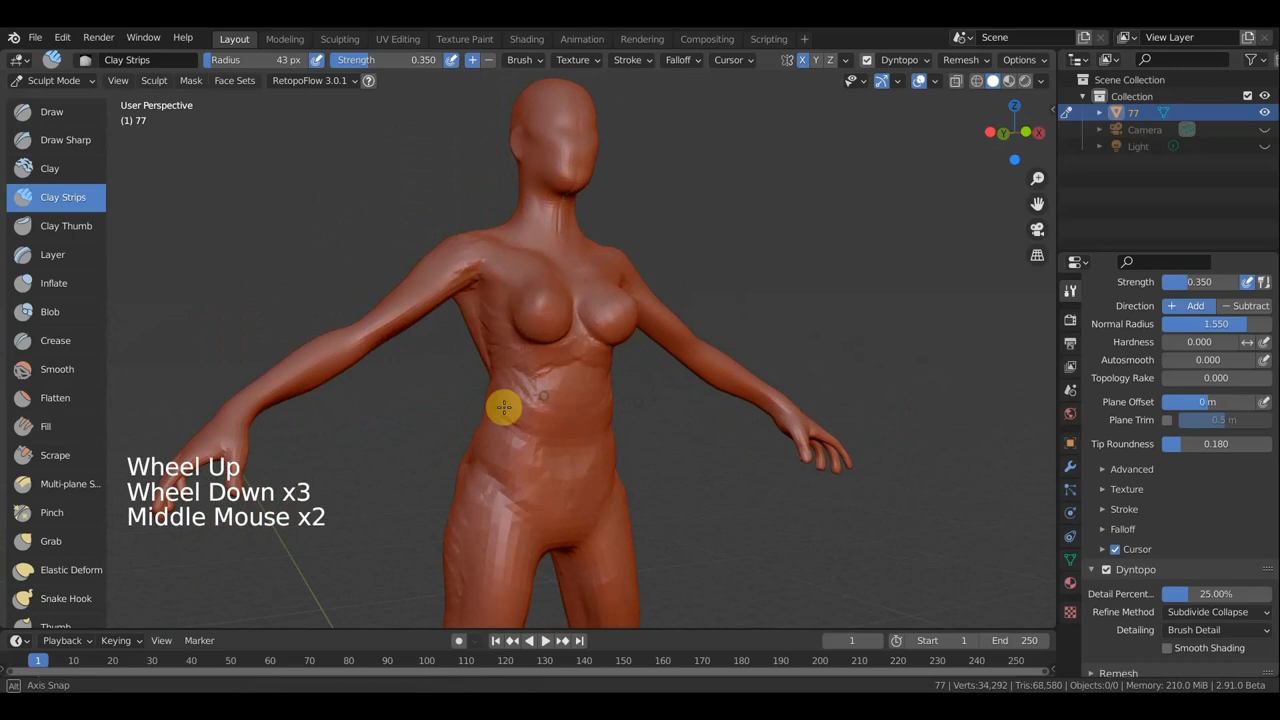 File Edit Render Window Help Layout Modeling Sculpting UV Editing Texture Paint Shading Animation Rendering Compositing Scripting + Scene View Layer
Clay Strips Radius 43 px Strength 0.350 Brush Texture Stroke Falloff Cursor X Y Z Dyntopo Remesh Options
Sculpt Mode View Sculpt Mask Face Sets RetopoFlow 3.0.1
Scene Collection
Collection
77
Camera
Light
User Perspective
(1) 77
Z
Y
X
Draw
Draw Sharp
Clay
Clay Strips
Clay Thumb
Layer
Inflate
Blob
Crease
Smooth
Flatten
Fill
Scrape
Multi-plane S...
Pinch
Grab
Elastic Deform
Snake Hook
Thumb
Wheel Up
Wheel Down x3
Middle Mouse x2
Strength 0.350
Direction + Add − Subtract
Normal Radius 1.550
Hardness 0.000
Autosmooth 0.000
Topology Rake 0.000
Plane Offset 0 m
Plane Trim 0.5 m
Tip Roundness 0.180
Advanced
Texture
Stroke
Falloff
Cursor
Dyntopo
Detail Percent... 25.00%
Refine Method Subdivide Collapse
Detailing Brush Detail
Smooth Shading
Remesh
Playback Keying View Marker 1 Start 1 End 250
1 10 20 30 40 50 60 70 80 90 100 110 120 130 140 150 160 170 180 190 200 210 220 230 240 250
Alt Axis Snap 77 | Verts:34,292 | Tris:68,580 | Objects:0/0 | Memory: 210.0 MiB | 2.91.0 Beta